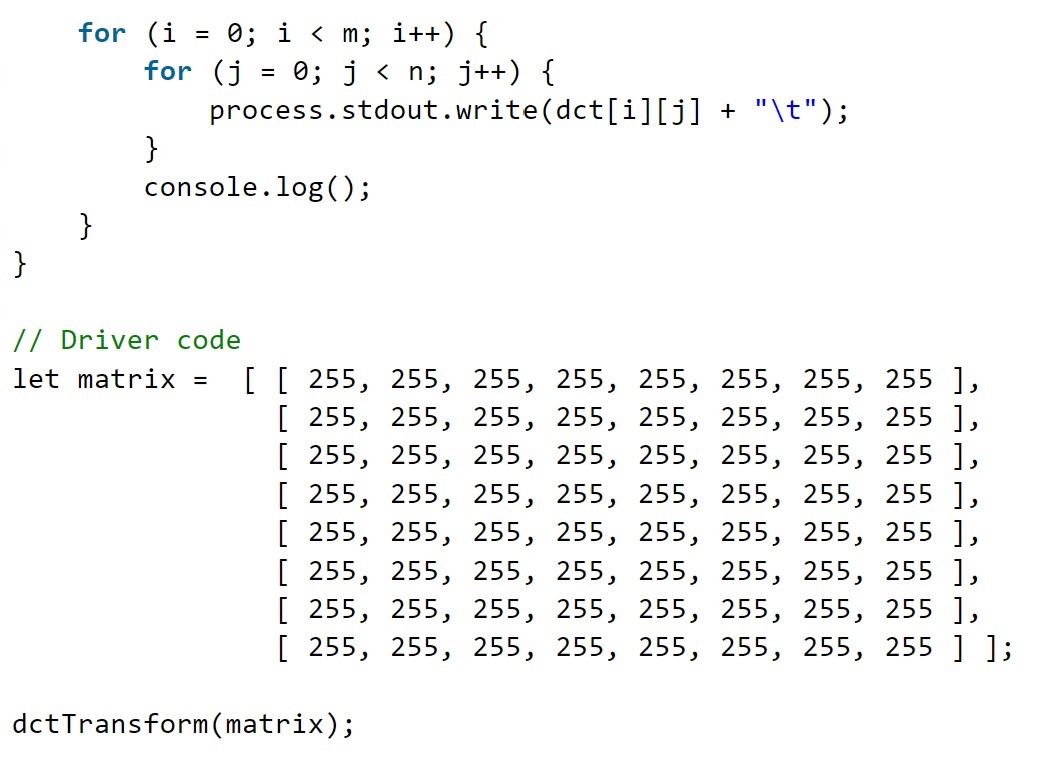 for (i = 0; i < m; i++) {
        for (j = 0; j < n; j++) {
            process.stdout.write(dct[i][j] + "\t");
        }
        console.log();
    }
}

// Driver code
let matrix =  [ [ 255, 255, 255, 255, 255, 255, 255, 255 ],
                [ 255, 255, 255, 255, 255, 255, 255, 255 ],
                [ 255, 255, 255, 255, 255, 255, 255, 255 ],
                [ 255, 255, 255, 255, 255, 255, 255, 255 ],
                [ 255, 255, 255, 255, 255, 255, 255, 255 ],
                [ 255, 255, 255, 255, 255, 255, 255, 255 ],
                [ 255, 255, 255, 255, 255, 255, 255, 255 ],
                [ 255, 255, 255, 255, 255, 255, 255, 255 ] ];

dctTransform(matrix);